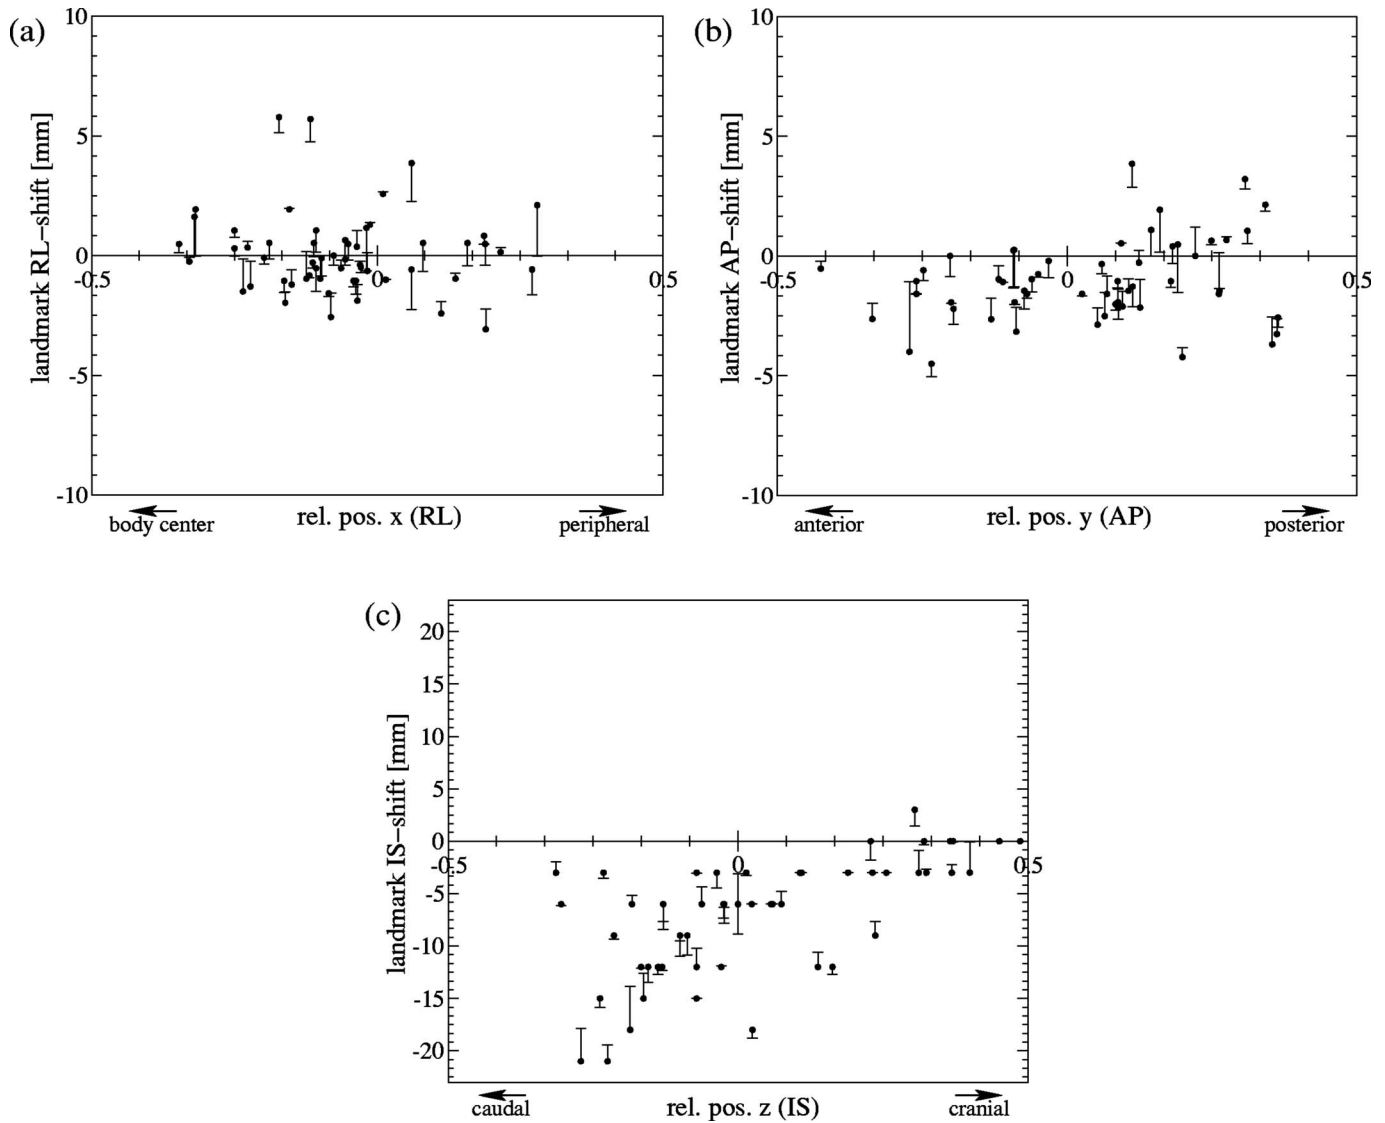 (a)
10
5
0
-5
-10
landmark RL−shift [mm]
-0.5
0
0.5
body center
rel. pos. x (RL)
peripheral
(b)
10
5
0
-5
-10
landmark AP−shift [mm]
-0.5
0
0.5
anterior
rel. pos. y (AP)
posterior
(c)
20
15
10
5
0
-5
-10
-15
-20
landmark IS−shift [mm]
-0.5
0
0.5
caudal
rel. pos. z (IS)
cranial